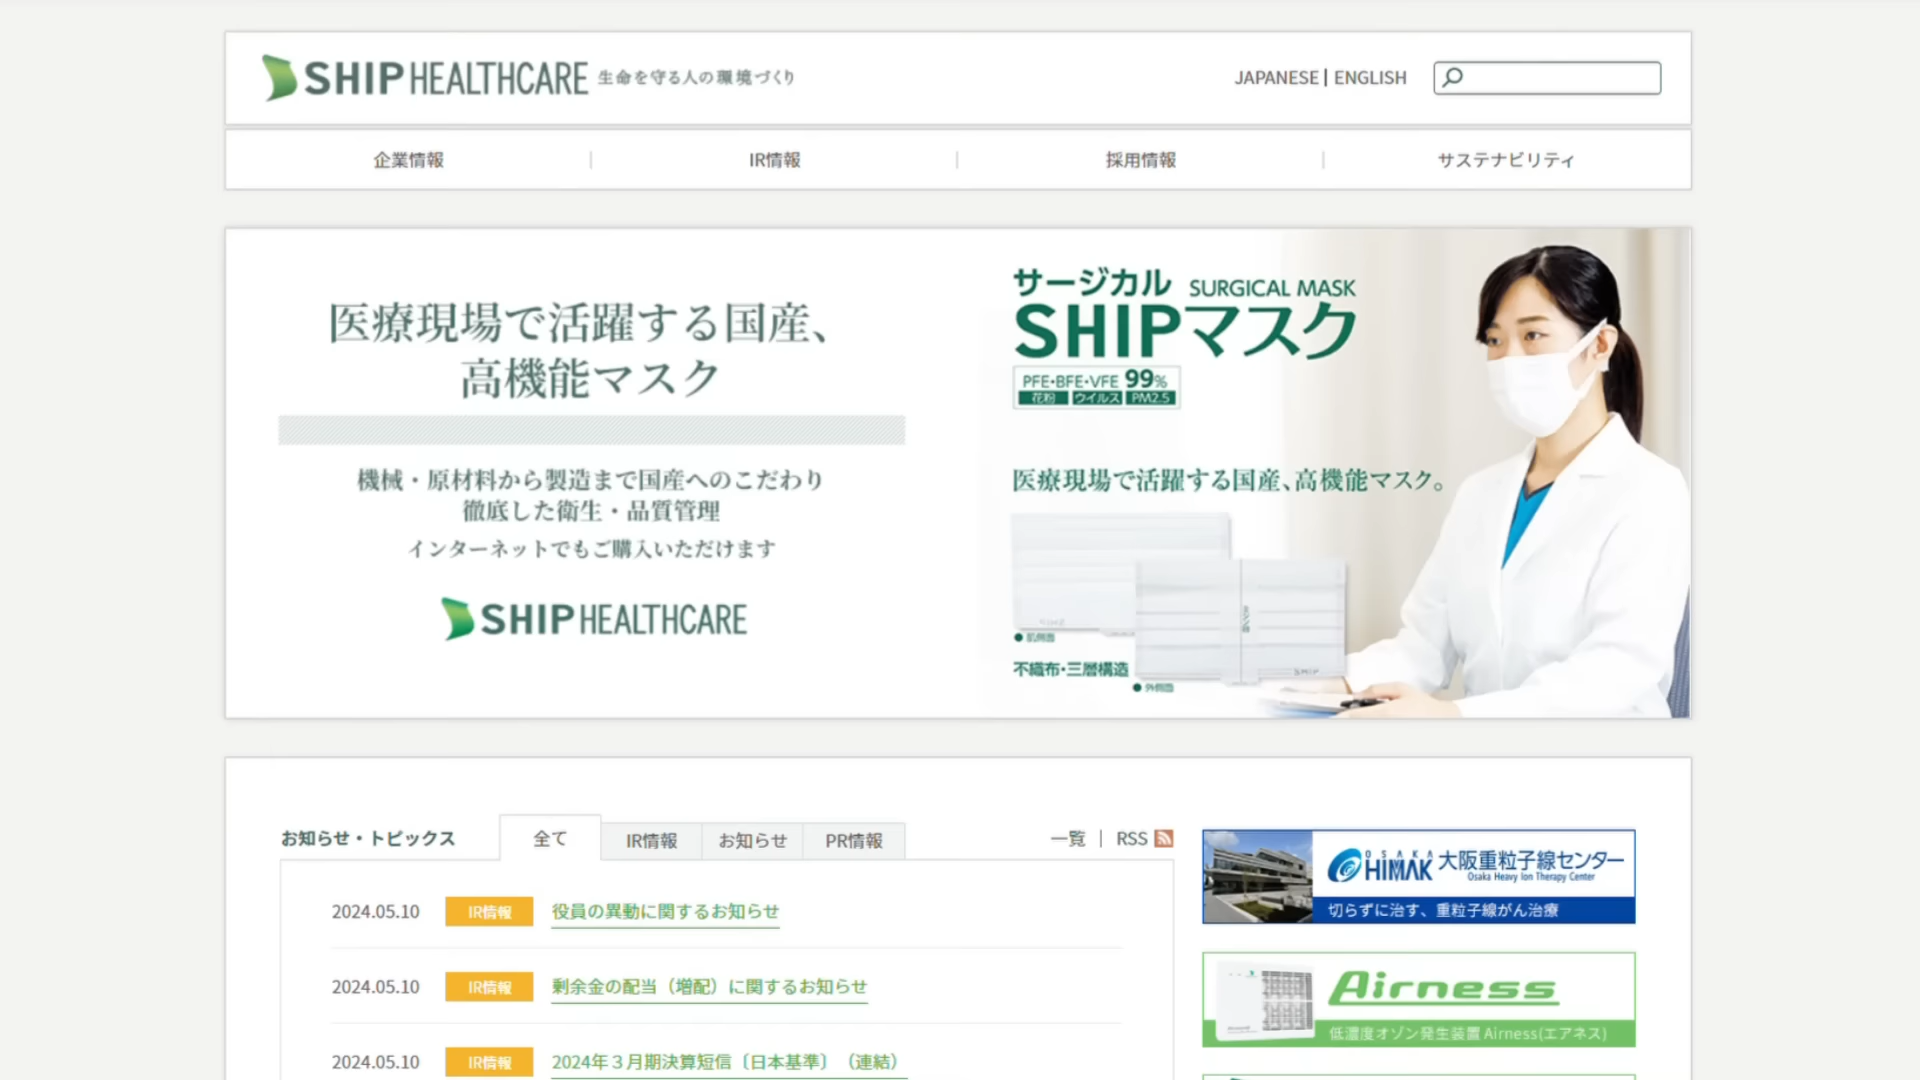 SHIP HEALTHCARE 生命を守る人の環境づくり
JAPANESE | ENGLISH
企業情報
IR情報
採用情報
サステナビリティ
医療現場で活躍する国産、
高機能マスク
機械・原材料から製造まで国産へのこだわり
徹底した衛生・品質管理
インターネットでもご購入いただけます
SHIP HEALTHCARE
サージカル SURGICAL MASK
SHIPマスク
PFE・BFE・VFE 99%
花粉 ウイルス PM2.5
医療現場で活躍する国産、高機能マスク。
●肌側面
不織布・三層構造
SHIP
●外側面
お知らせ・トピックス
全て
IR情報
お知らせ
PR情報
一覧 | RSS
2024.05.10 IR情報 役員の異動に関するお知らせ
2024.05.10 IR情報 剰余金の配当（増配）に関するお知らせ
2024.05.10 IR情報 2024年３月期決算短信〔日本基準〕（連結）
OSAKA
HIMAK 大阪重粒子線センター
Osaka Heavy Ion Therapy Center
切らずに治す、重粒子線がん治療
Airness
低濃度オゾン発生装置 Airness(エアネス)